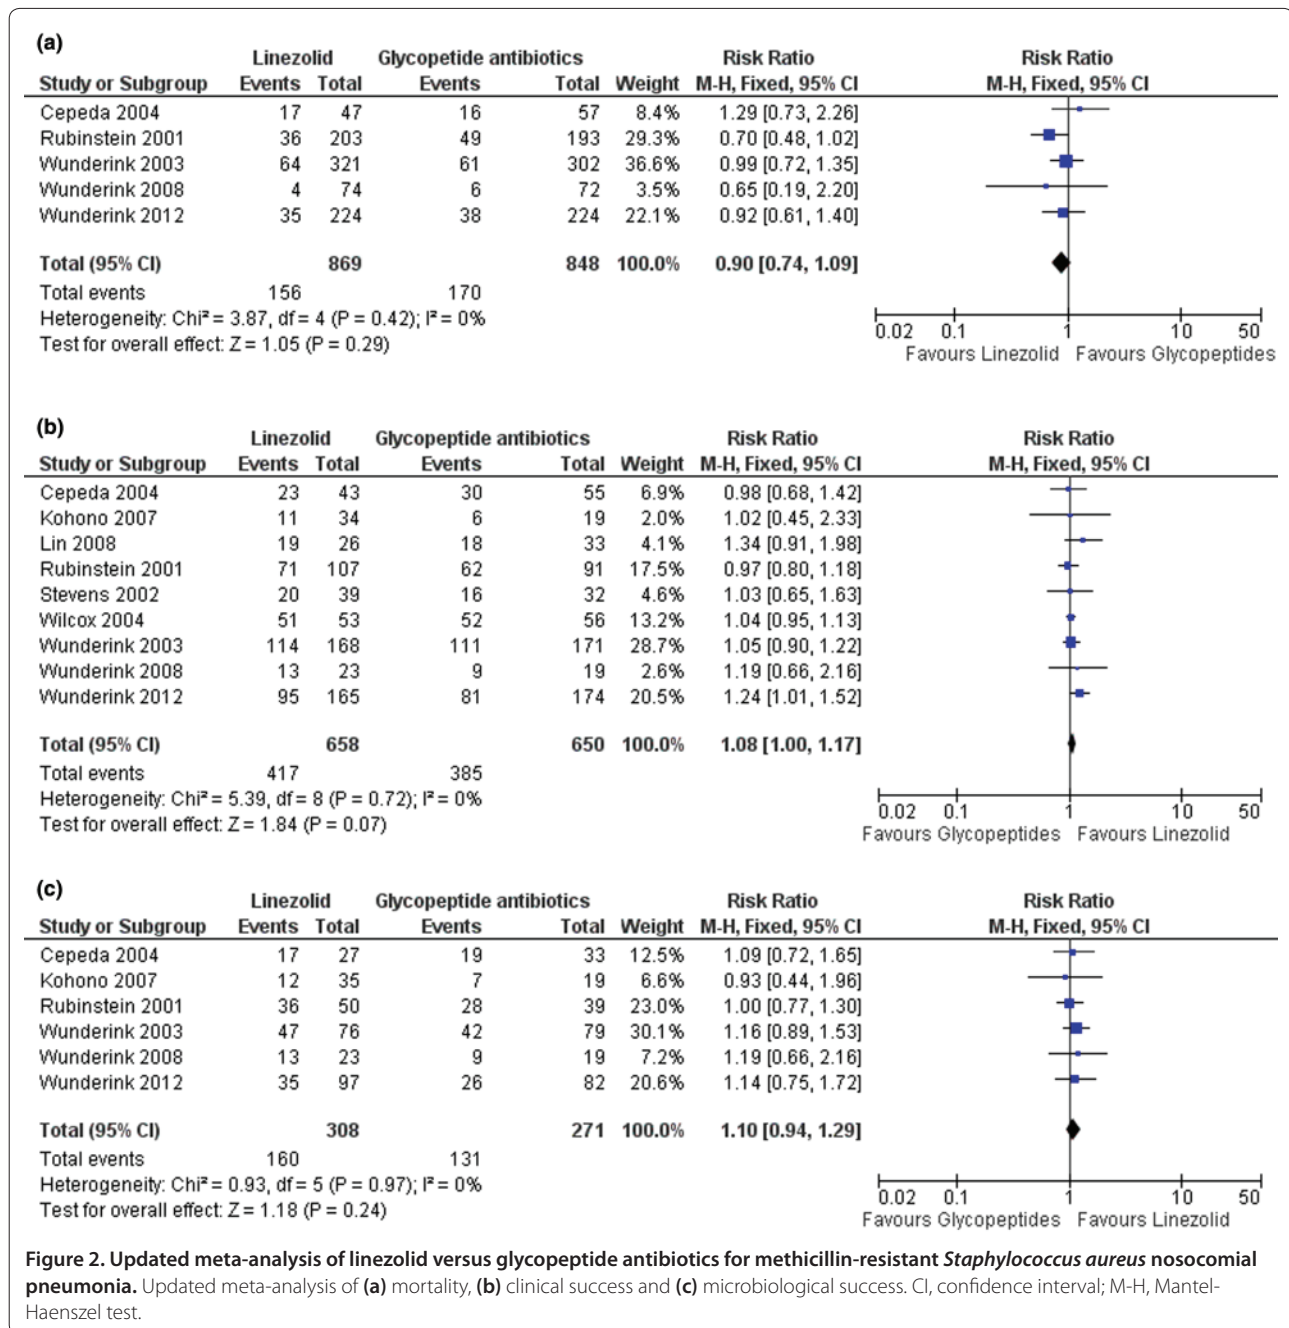 (a)
Linezolid Glycopetide antibiotics Risk Ratio Risk Ratio
Study or Subgroup Events Total Events Total Weight M-H, Fixed, 95% CI M-H, Fixed, 95% CI
Cepeda 2004 17 47 16 57 8.4% 1.29 [0.73, 2.26]
Rubinstein 2001 36 203 49 193 29.3% 0.70 [0.48, 1.02]
Wunderink 2003 64 321 61 302 36.6% 0.99 [0.72, 1.35]
Wunderink 2008 4 74 6 72 3.5% 0.65 [0.19, 2.20]
Wunderink 2012 35 224 38 224 22.1% 0.92 [0.61, 1.40]
Total (95% CI) 869 848 100.0% 0.90 [0.74, 1.09]
Total events 156 170
Heterogeneity: Chi² = 3.87, df = 4 (P = 0.42); I² = 0%
Test for overall effect: Z = 1.05 (P = 0.29)
0.02 0.1 1 10 50
Favours Linezolid Favours Glycopeptides
(b)
Linezolid Glycopeptide antibiotics Risk Ratio Risk Ratio
Study or Subgroup Events Total Events Total Weight M-H, Fixed, 95% CI M-H, Fixed, 95% CI
Cepeda 2004 23 43 30 55 6.9% 0.98 [0.68, 1.42]
Kohono 2007 11 34 6 19 2.0% 1.02 [0.45, 2.33]
Lin 2008 19 26 18 33 4.1% 1.34 [0.91, 1.98]
Rubinstein 2001 71 107 62 91 17.5% 0.97 [0.80, 1.18]
Stevens 2002 20 39 16 32 4.6% 1.03 [0.65, 1.63]
Wilcox 2004 51 53 52 56 13.2% 1.04 [0.95, 1.13]
Wunderink 2003 114 168 111 171 28.7% 1.05 [0.90, 1.22]
Wunderink 2008 13 23 9 19 2.6% 1.19 [0.66, 2.16]
Wunderink 2012 95 165 81 174 20.5% 1.24 [1.01, 1.52]
Total (95% CI) 658 650 100.0% 1.08 [1.00, 1.17]
Total events 417 385
Heterogeneity: Chi² = 5.39, df = 8 (P = 0.72); I² = 0%
Test for overall effect: Z = 1.84 (P = 0.07)
0.02 0.1 1 10 50
Favours Glycopeptides Favours Linezolid
(c)
Linezolid Glycopeptide antibiotics Risk Ratio Risk Ratio
Study or Subgroup Events Total Events Total Weight M-H, Fixed, 95% CI M-H, Fixed, 95% CI
Cepeda 2004 17 27 19 33 12.5% 1.09 [0.72, 1.65]
Kohono 2007 12 35 7 19 6.6% 0.93 [0.44, 1.96]
Rubinstein 2001 36 50 28 39 23.0% 1.00 [0.77, 1.30]
Wunderink 2003 47 76 42 79 30.1% 1.16 [0.89, 1.53]
Wunderink 2008 13 23 9 19 7.2% 1.19 [0.66, 2.16]
Wunderink 2012 35 97 26 82 20.6% 1.14 [0.75, 1.72]
Total (95% CI) 308 271 100.0% 1.10 [0.94, 1.29]
Total events 160 131
Heterogeneity: Chi² = 0.93, df = 5 (P = 0.97); I² = 0%
Test for overall effect: Z = 1.18 (P = 0.24)
0.02 0.1 1 10 50
Favours Glycopeptides Favours Linezolid
Figure 2. Updated meta-analysis of linezolid versus glycopeptide antibiotics for methicillin-resistant Staphylococcus aureus nosocomial
pneumonia. Updated meta-analysis of (a) mortality, (b) clinical success and (c) microbiological success. CI, confidence interval; M-H, Mantel-
Haenszel test.